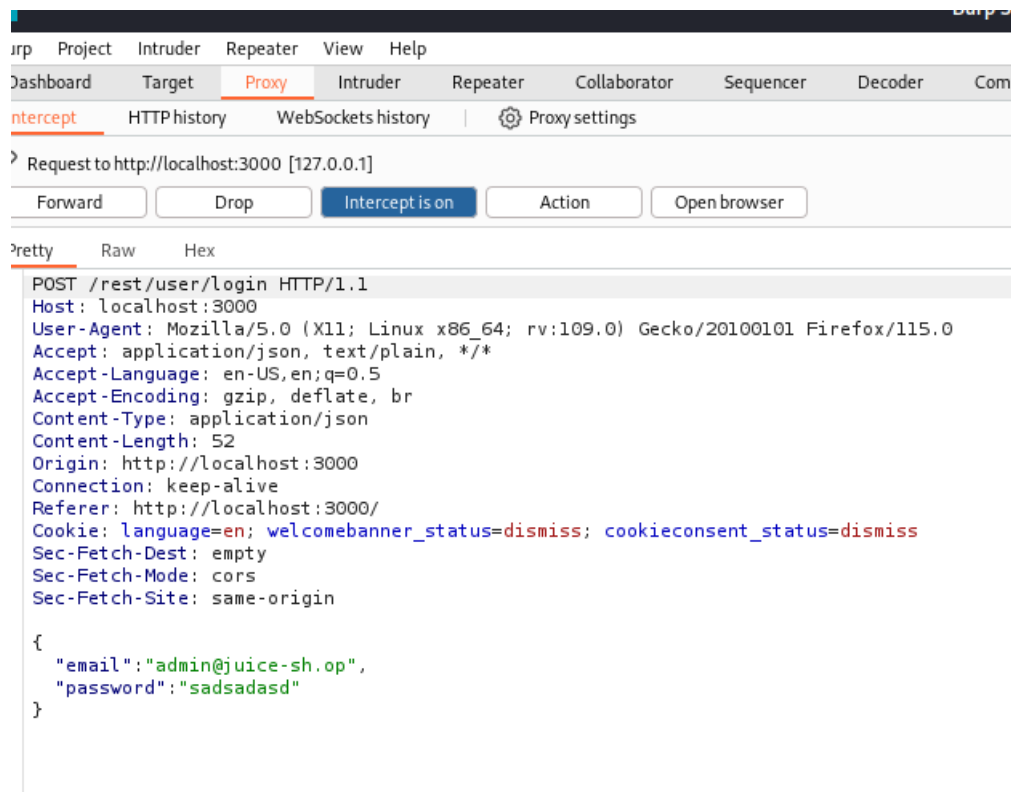 Project Intruder Repeater View Help
Target Proxy Intruder Repeater Collaborator Sequencer Decoder
HTTP history WebSockets history Proxy settings
Request to http://localhost:3000 [127.0.0.1]
Forward Drop Intercept is on Action Open browser
Raw Hex
POST /rest/user/login HTTP/1.1
Host: localhost:3000
User-Agent: Mozilla/5.0 (X11; Linux x86_64; rv:109.0) Gecko/20100101 Firefox/115.0
Accept: application/json, text/plain, */*
Accept-Language: en-US,en;q=0.5
Accept-Encoding: gzip, deflate, br
Content-Type: application/json
Content-Length: 52
Origin: http://localhost:3000
Connection: keep-alive
Referer: http://localhost:3000/
Cookie: language=en; welcomebanner_status=dismiss; cookieconsent_status=dismiss
Sec-Fetch-Dest: empty
Sec-Fetch-Mode: cors
Sec-Fetch-Site: same-origin
{
"email":"admin@juice-sh.op",
"password":"sadsadasd"
}